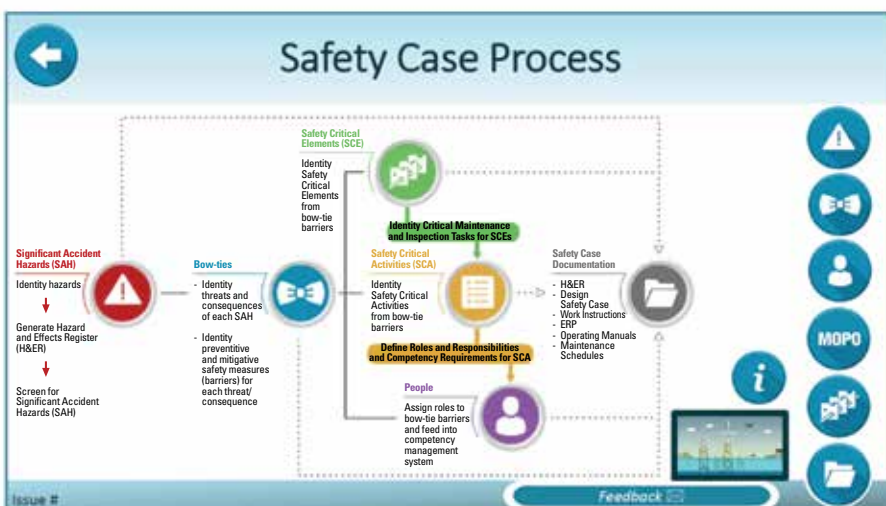 Safety Case Process
Safety Critical
Elements (SCE)
Identity
Safety
Critical
Elements
from
bow-tie
barriers
Identity Critical Maintenance
and Inspection Tasks for SCEs
Significant Accident
Hazards (SAH)
Identity hazards
Generate Hazard
and Effects Register
(H&ER)
Screen for
Significant Accident
Hazards (SAH)
Bow-ties
- Identity
threats and
consequences
of each SAH
- Identity
preventitive
and mitigative
safety measures
(barriers) for
each threat/
consequence
Safety Critical
Activities (SCA)
Identity
Safety Critical
Activities
from bow-tie
barriers
Define Roles and Responsibilities
and Competency Requirements for SCA
People
Assign roles to
bow-tie barriers
and feed into
competency
management
system
Safety Case
Documentation
- H&ER
- Design
Safety Case
- Work Instructions
- ERP
- Operating Manuals
- Maintenance
Schedules
MOPO
i
Issue #
Feedback